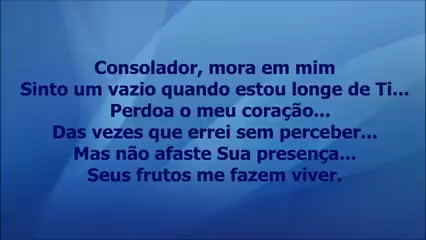 Consolador, mora em mim
Sinto um vazio quando estou longe de Ti...
Perdoa o meu coração...
Das vezes que errei sem perceber...
Mas não afaste Sua presença...
Seus frutos me fazem viver.